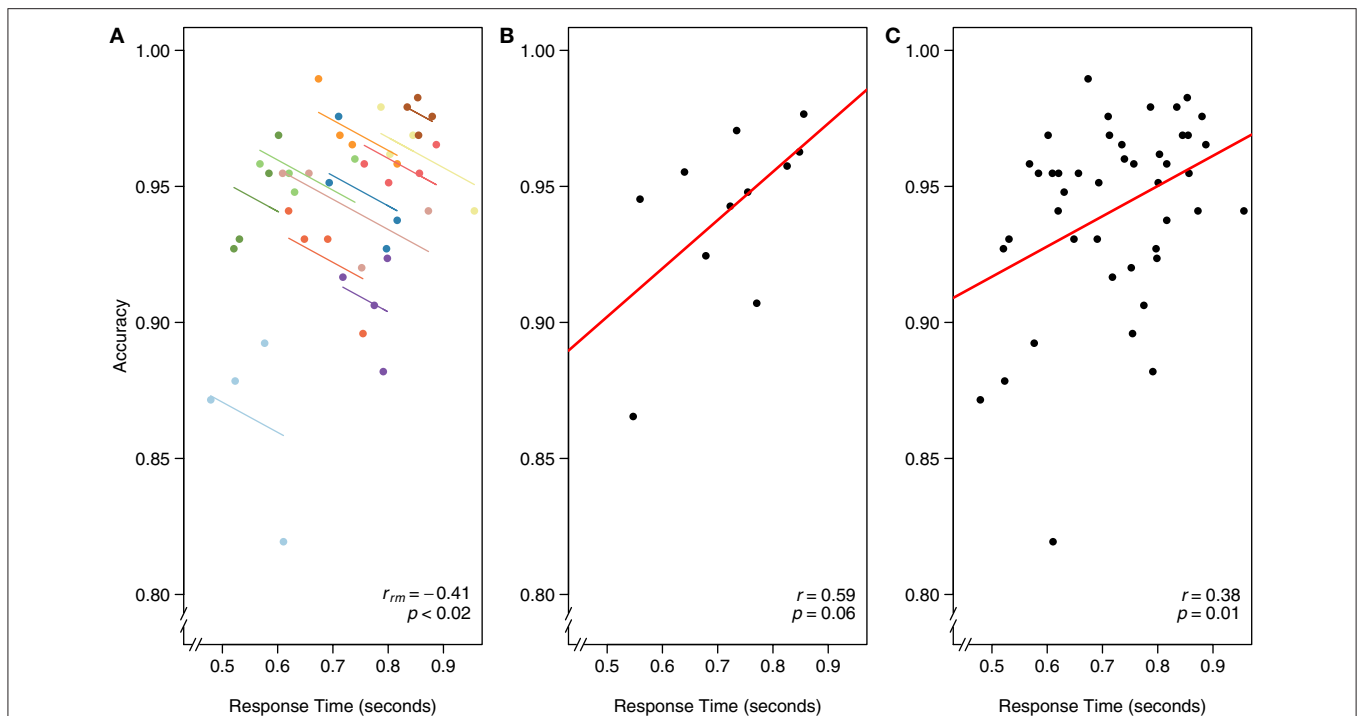 A
B
C
1.00
0.95
0.90
0.85
0.80
Accuracy
r_rm = −0.41
p < 0.02
0.5 0.6 0.7 0.8 0.9
Response Time (seconds)
1.00
0.95
0.90
0.85
0.80
r = 0.59
p = 0.06
0.5 0.6 0.7 0.8 0.9
Response Time (seconds)
1.00
0.95
0.90
0.85
0.80
r = 0.38
p = 0.01
0.5 0.6 0.7 0.8 0.9
Response Time (seconds)